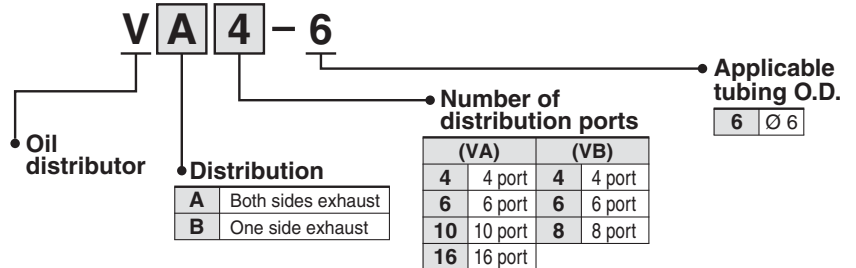 VA4-6
Oil
distributor
Distribution
A Both sides exhaust
B One side exhaust
Number of
distribution ports
(VA) (VB)
4 4 port 4 4 port
6 6 port 6 6 port
10 10 port 8 8 port
16 16 port
Applicable
tubing O.D.
6 Ø 6